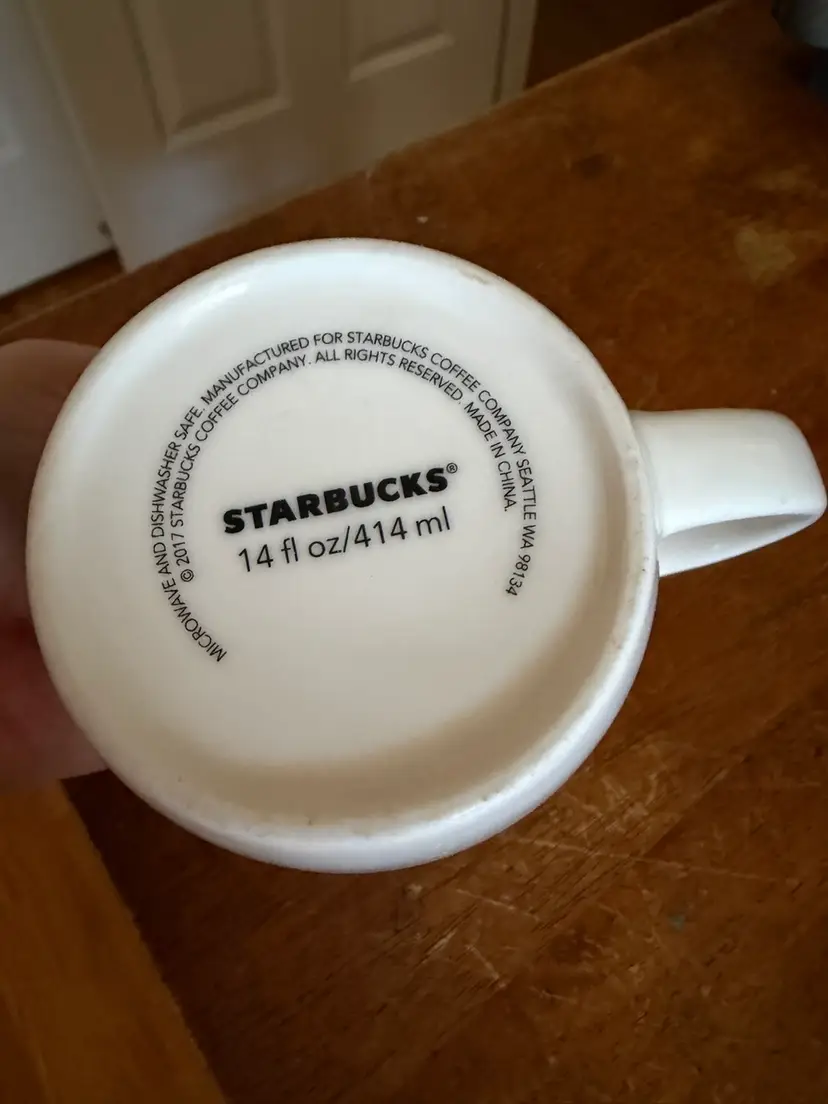 MICROWAVE AND DISHWASHER SAFE. MANUFACTURED FOR STARBUCKS COFFEE COMPANY SEATTLE WA 98134
© 2017 STARBUCKS COFFEE COMPANY. ALL RIGHTS RESERVED. MADE IN CHINA.
STARBUCKS®
14 fl oz/414 ml